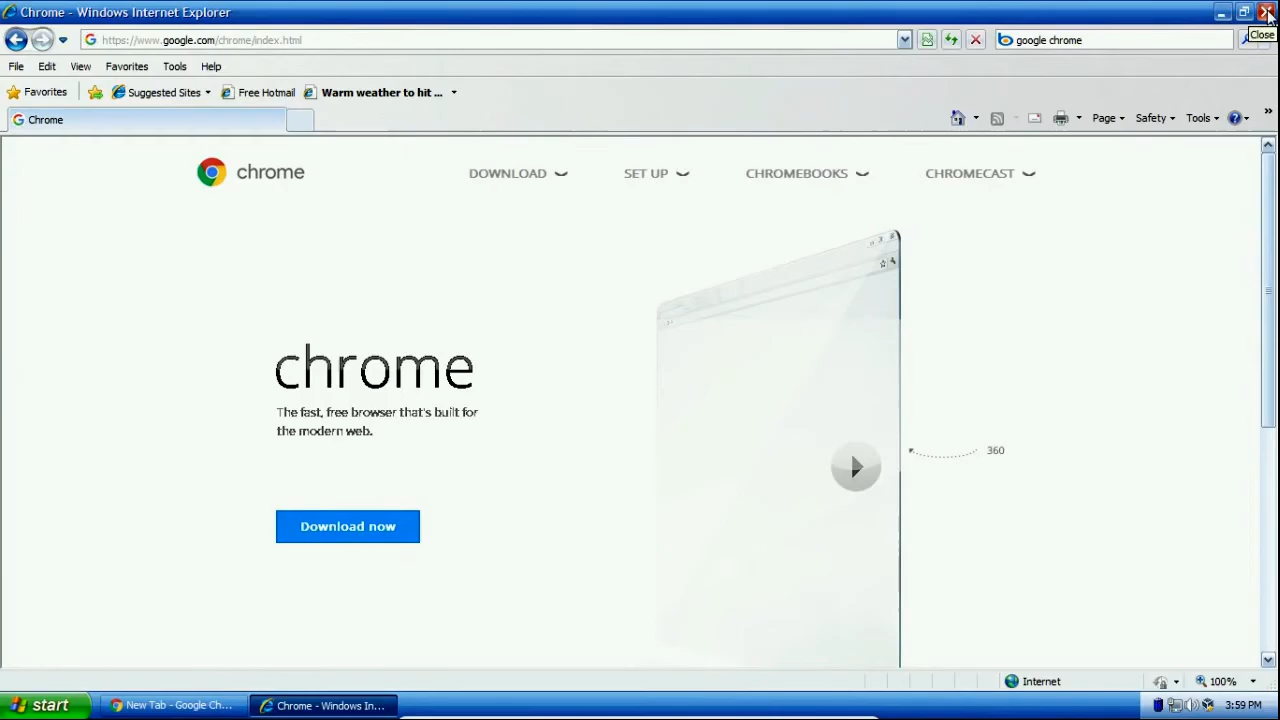 Chrome - Windows Internet Explorer
Close
https://www.google.com/chrome/index.html
google chrome
File Edit View Favorites Tools Help
Favorites Suggested Sites Free Hotmail Warm weather to hit ...
Chrome
Page Safety Tools
chrome
DOWNLOAD SET UP CHROMEBOOKS CHROMECAST
chrome
The fast, free browser that's built for
the modern web.
360
Download now
Internet
100%
start
New Tab - Google Ch...
Chrome - Windows In...
3:59 PM